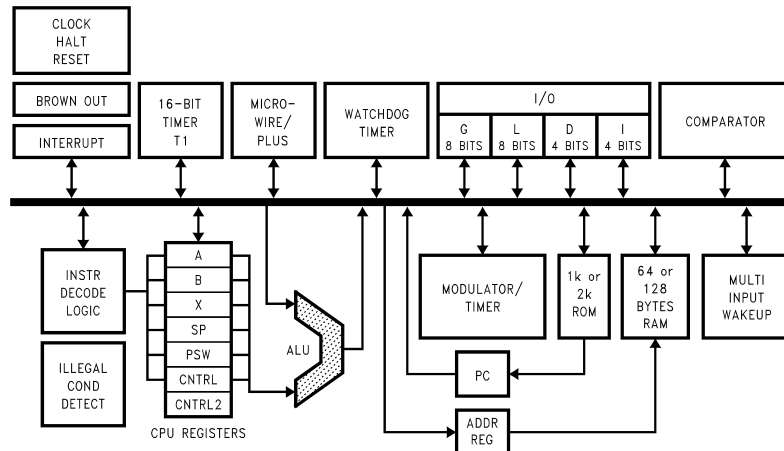 CLOCK
HALT
RESET
BROWN OUT
INTERRUPT
16-BIT
TIMER
T1
MICRO-
WIRE/
PLUS
WATCHDOG
TIMER
I/O
G
8 BITS
L
8 BITS
D
4 BITS
I
4 BITS
COMPARATOR
INSTR
DECODE
LOGIC
ILLEGAL
COND
DETECT
A
B
X
SP
PSW
CNTRL
CNTRL2
CPU REGISTERS
ALU
MODULATOR/
TIMER
1k or
2k
ROM
64 or
128
BYTES
RAM
MULTI
INPUT
WAKEUP
PC
ADDR
REG